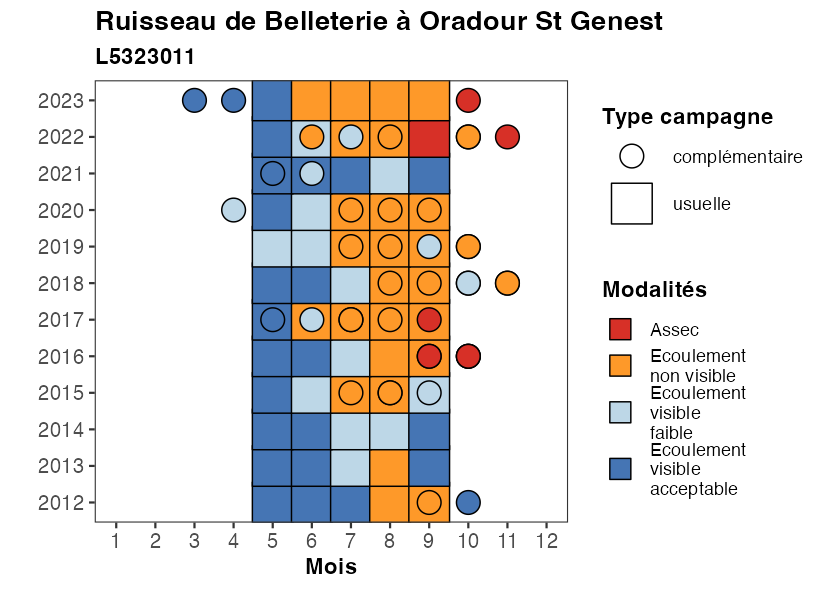 Ruisseau de Belleterie à Oradour St Genest
L5323011
2023
2022
2021
2020
2019
2018
2017
2016
2015
2014
2013
2012
1 2 3 4 5 6 7 8 9 10 11 12
Mois
Type campagne
complémentaire
usuelle
Modalités
Assec
Ecoulement
non visible
Ecoulement
visible
faible
Ecoulement
visible
acceptable